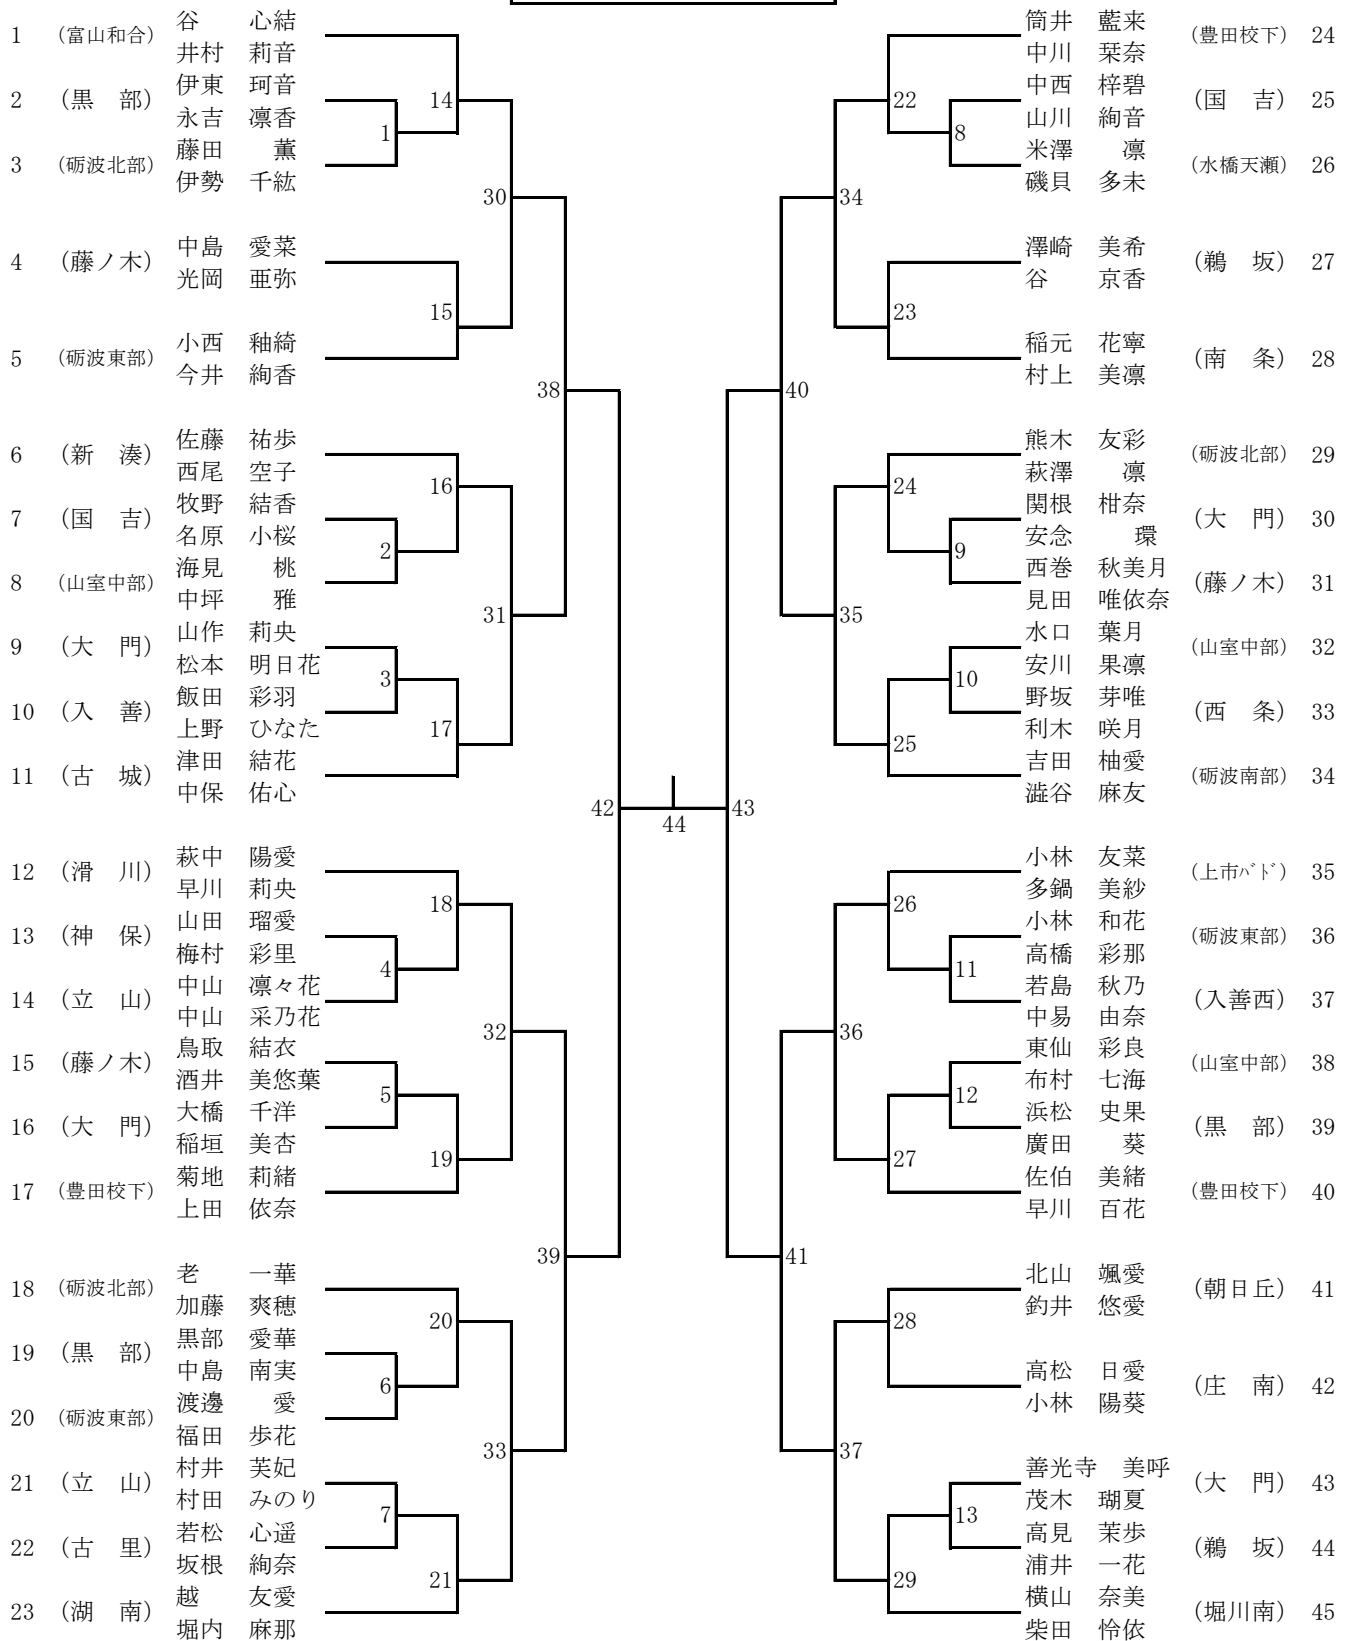 1 (富山和合) 谷 心結
井村 莉音
2 (黒 部) 伊東 珂音
永吉 凛香
3 (砺波北部) 藤田 薫
伊勢 千紘
4 (藤ノ木) 中島 愛菜
光岡 亜弥
5 (砺波東部) 小西 釉綺
今井 絢香
6 (新 湊) 佐藤 祐歩
西尾 空子
7 (国 吉) 牧野 結香
名原 小桜
8 (山室中部) 海見 桃
中坪 雅
9 (大 門) 山作 莉央
松本 明日花
10 (入 善) 飯田 彩羽
上野 ひなた
11 (古 城) 津田 結花
中保 佑心
12 (滑 川) 萩中 陽愛
早川 莉央
13 (神 保) 山田 瑠愛
梅村 彩里
14 (立 山) 中山 凛々花
中山 采乃花
15 (藤ノ木) 鳥取 結衣
酒井 美悠葉
16 (大 門) 大橋 千洋
稲垣 美杏
17 (豊田校下) 菊地 莉緒
上田 依奈
18 (砺波北部) 老 一華
加藤 爽穂
19 (黒 部) 黒部 愛華
中島 南実
20 (砺波東部) 渡邊 愛
福田 歩花
21 (立 山) 村井 芙妃
村田 みのり
22 (古 里) 若松 心遥
坂根 絢奈
23 (湖 南) 越 友愛
堀内 麻那
1
2
3
4
5
6
7
14
15
16
17
18
19
20
21
30
31
32
33
38
39
42
44
43
40
41
34
35
36
37
22
23
24
25
26
27
28
29
8
9
10
11
12
13
筒井 藍来 (豊田校下) 24
中川 栞奈
中西 梓碧 (国 吉) 25
山川 絢音
米澤 凛 (水橋天瀬) 26
磯貝 多未
澤崎 美希 (鵜 坂) 27
谷 京香
稲元 花寧 (南 条) 28
村上 美凛
熊木 友彩 (砺波北部) 29
萩澤 凛
関根 柑奈 (大 門) 30
安念 環
西巻 秋美月 (藤ノ木) 31
見田 唯依奈
水口 葉月 (山室中部) 32
安川 果凛
野坂 芽唯 (西 条) 33
利木 咲月
吉田 柚愛 (砺波南部) 34
澁谷 麻友
小林 友菜 (上市ﾊﾞﾄﾞ) 35
多鍋 美紗
小林 和花 (砺波東部) 36
高橋 彩那
若島 秋乃 (入善西) 37
中易 由奈
東仙 彩良 (山室中部) 38
布村 七海
浜松 史果 (黒 部) 39
廣田 葵
佐伯 美緒 (豊田校下) 40
早川 百花
北山 颯愛 (朝日丘) 41
釣井 悠愛
高松 日愛 (庄 南) 42
小林 陽葵
善光寺 美呼 (大 門) 43
茂木 瑚夏
高見 茉歩 (鵜 坂) 44
浦井 一花
横山 奈美 (堀川南) 45
柴田 怜依